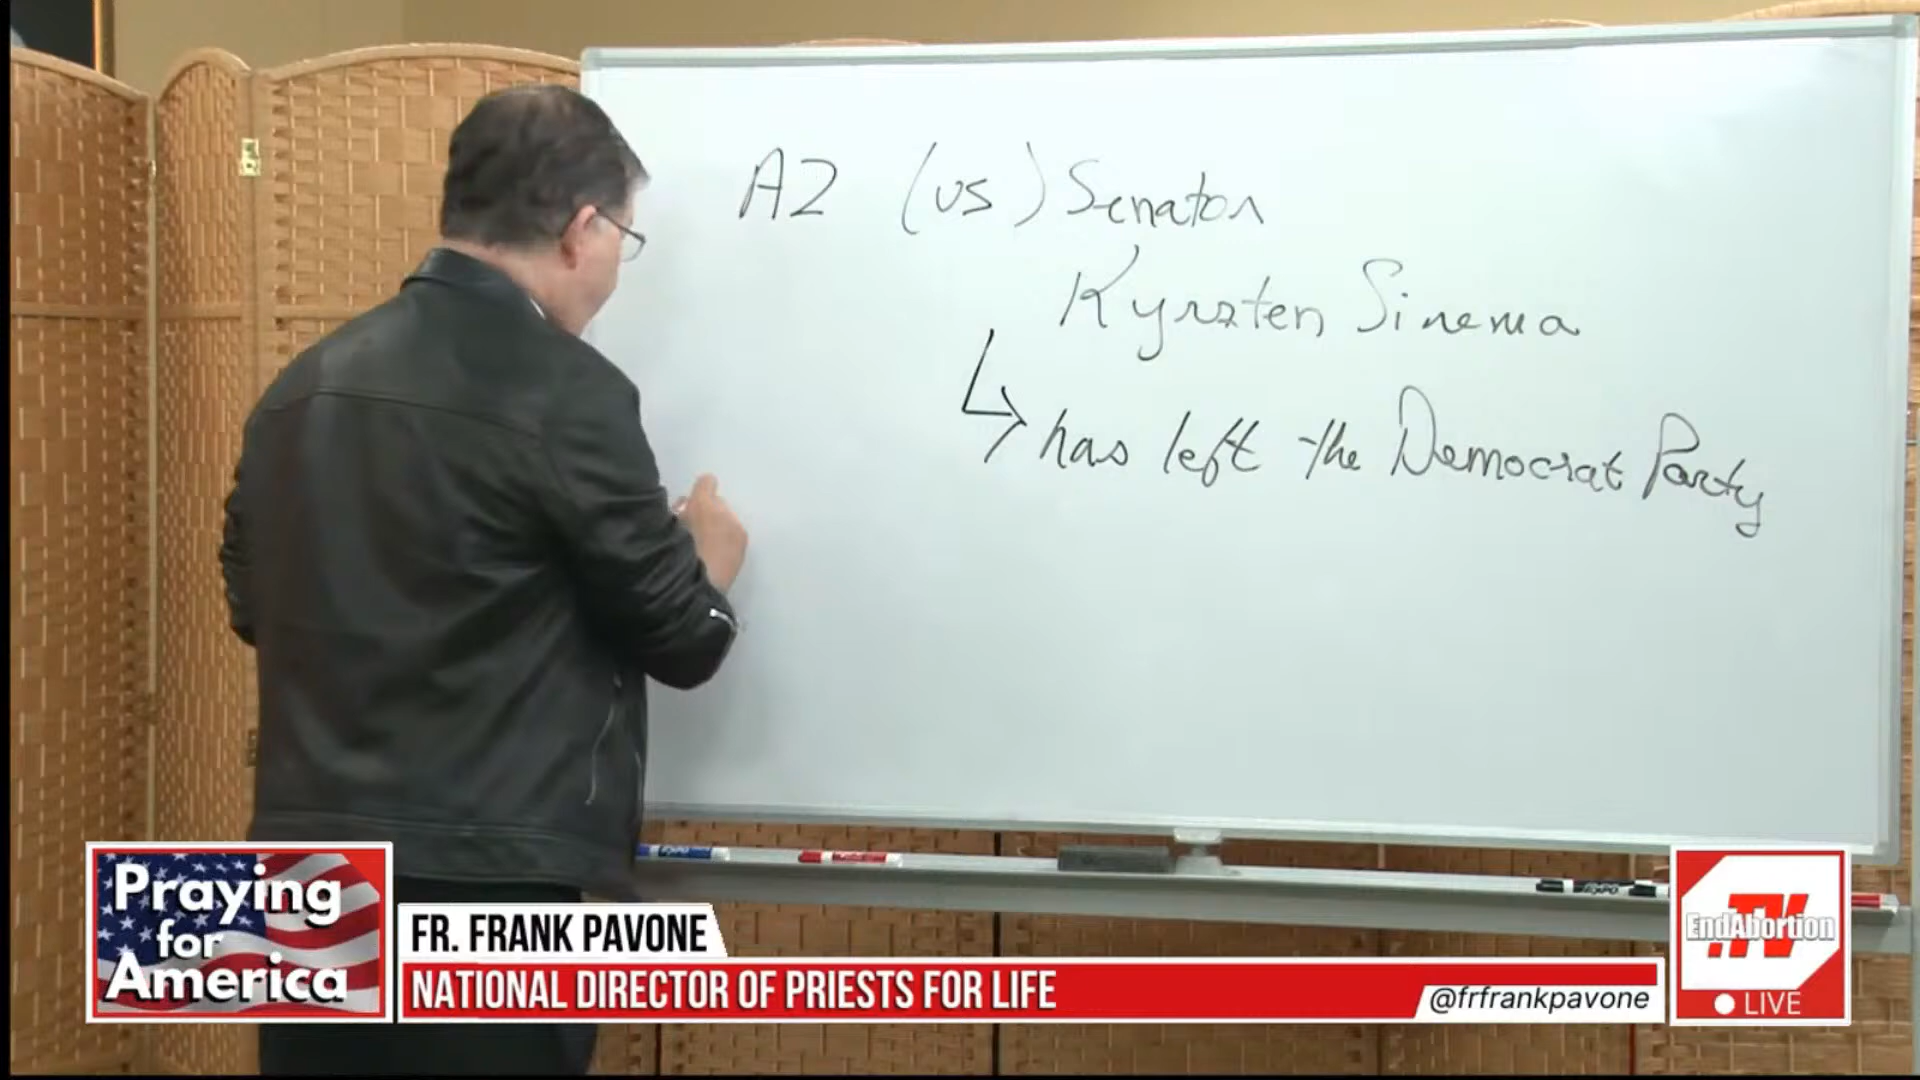 AZ (US) Senator
Kyrsten Sinema
has left the Democrat Party
Praying
for
America
FR. FRANK PAVONE
NATIONAL DIRECTOR OF PRIESTS FOR LIFE
@frfrankpavone
.TV
EndAbortion
LIVE
EXPO